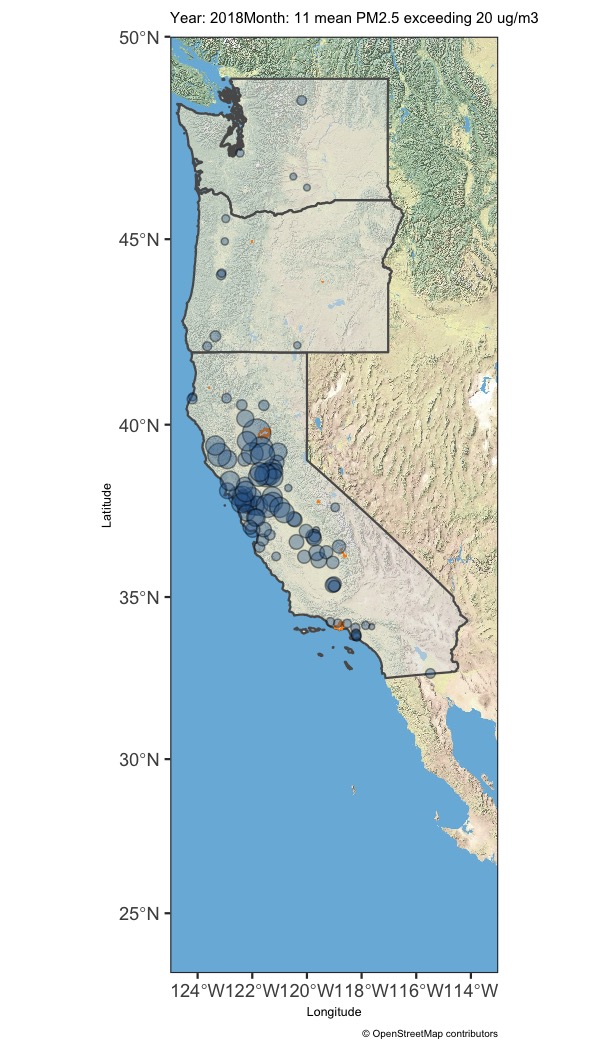 Year: 2018Month: 11 mean PM2.5 exceeding 20 ug/m3
50°N
45°N
40°N
35°N
30°N
25°N
Latitude
124°W122°W120°W118°W116°W114°W
Longitude
© OpenStreetMap contributors